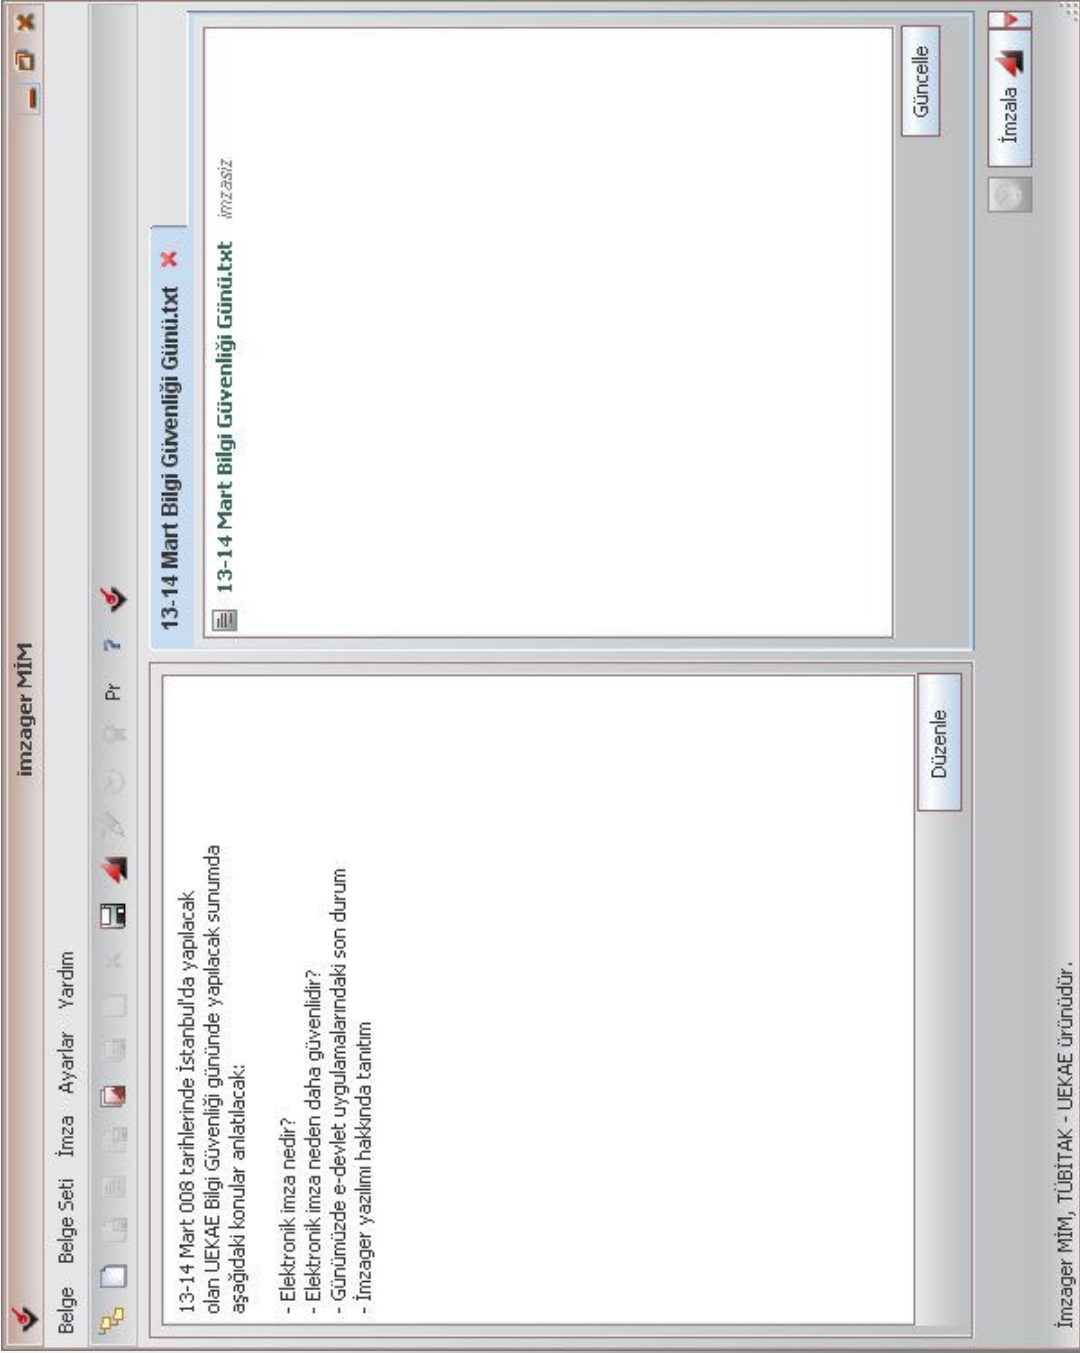 imzager MİM
Belge Belge Seti İmza Ayarlar Yardım
Pr ?
13-14 Mart 008 tarihlerinde İstanbul'da yapılacak
olan UEKAE Bilgi Güvenliği gününde yapılacak sunumda
aşağıdaki konular anlatılacak:
- Elektronik imza nedir?
- Elektronik imza neden daha güvenlidir?
- Günümüzde e-devlet uygulamalarındaki son durum
- İmzager yazılımı hakkında tanıtım
Düzenle
13-14 Mart Bilgi Güvenliği Günü.txt
13-14 Mart Bilgi Güvenliği Günü.txt imzasiz
Güncelle
İmzala
İmzager MİM, TÜBİTAK - UEKAE ürünüdür.